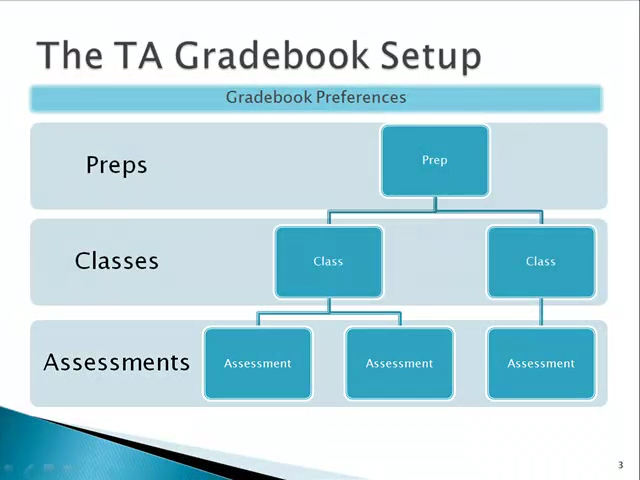 The TA Gradebook Setup
Gradebook Preferences
Preps
Prep
Classes
Class
Class
Assessments
Assessment
Assessment
Assessment
3